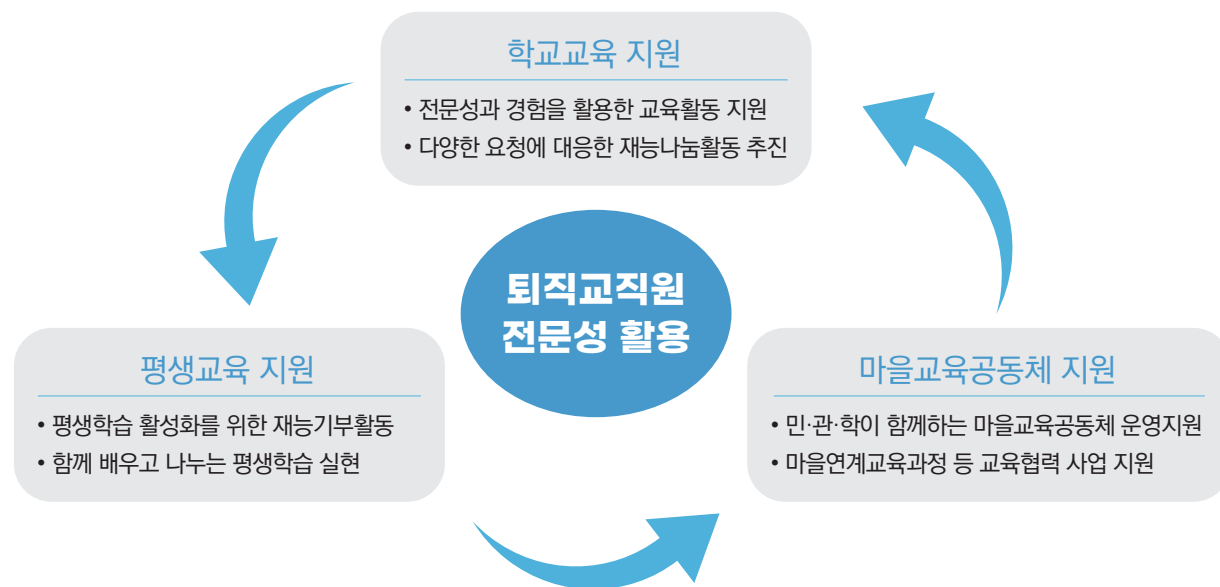 학교교육 지원
• 전문성과 경험을 활용한 교육활동 지원
• 다양한 요청에 대응한 재능나눔활동 추진
퇴직교직원
전문성 활용
평생교육 지원
• 평생학습 활성화를 위한 재능기부활동
• 함께 배우고 나누는 평생학습 실현
마을교육공동체 지원
• 민·관·학이 함께하는 마을교육공동체 운영지원
• 마을연계교육과정 등 교육협력 사업 지원